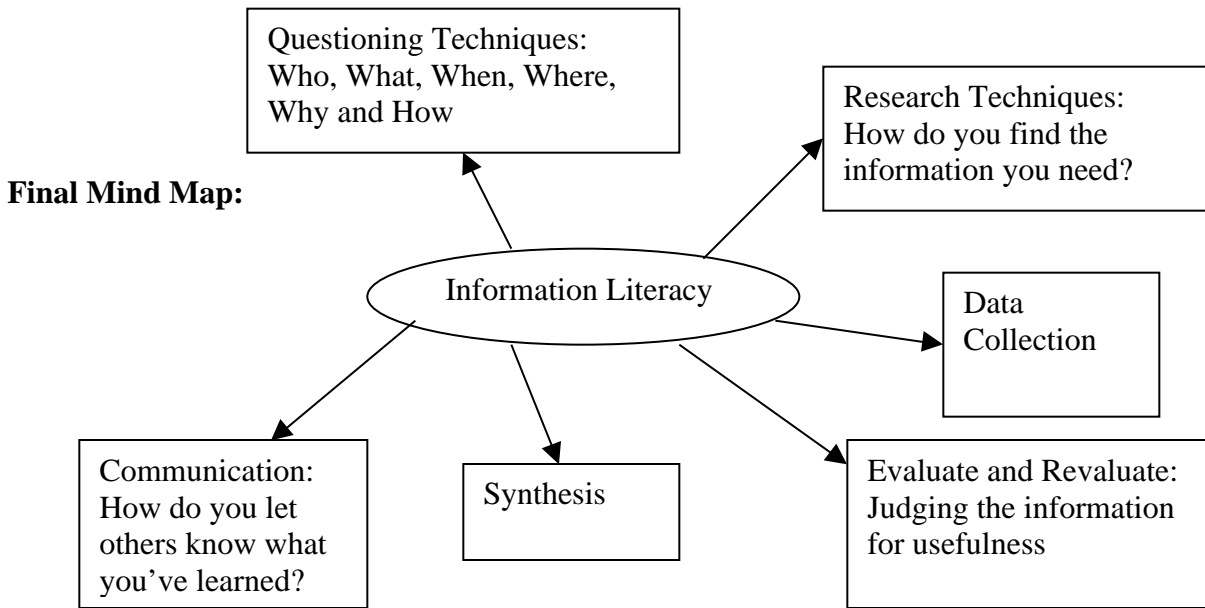 Questioning Techniques:
Who, What, When, Where,
Why and How
Research Techniques:
How do you find the
information you need?
Final Mind Map:
Information Literacy
Data
Collection
Communication:
How do you let
others know what
you’ve learned?
Synthesis
Evaluate and Revaluate:
Judging the information
for usefulness